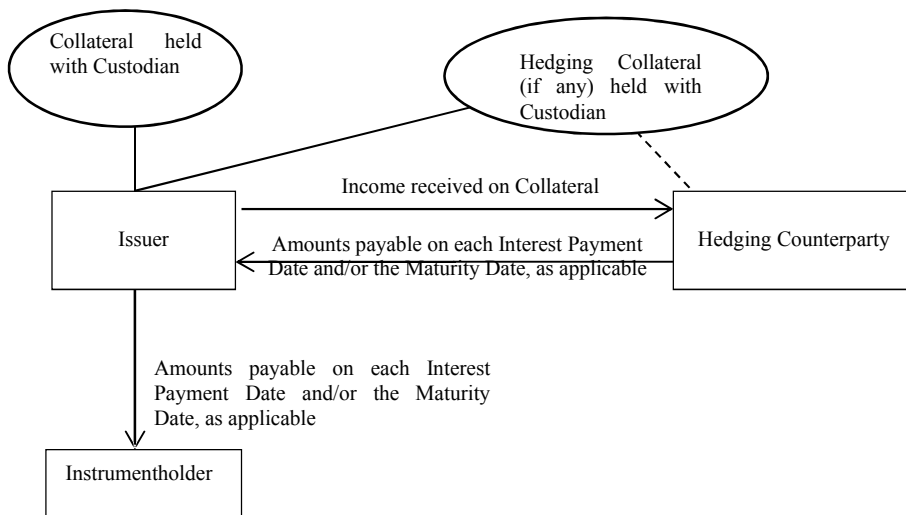 Collateral held
with Custodian
Hedging Collateral
(if any) held with
Custodian
Income received on Collateral
Issuer
Amounts payable on each Interest Payment
Date and/or the Maturity Date, as applicable
Hedging Counterparty
Amounts payable on each Interest
Payment Date and/or the Maturity
Date, as applicable
Instrumentholder